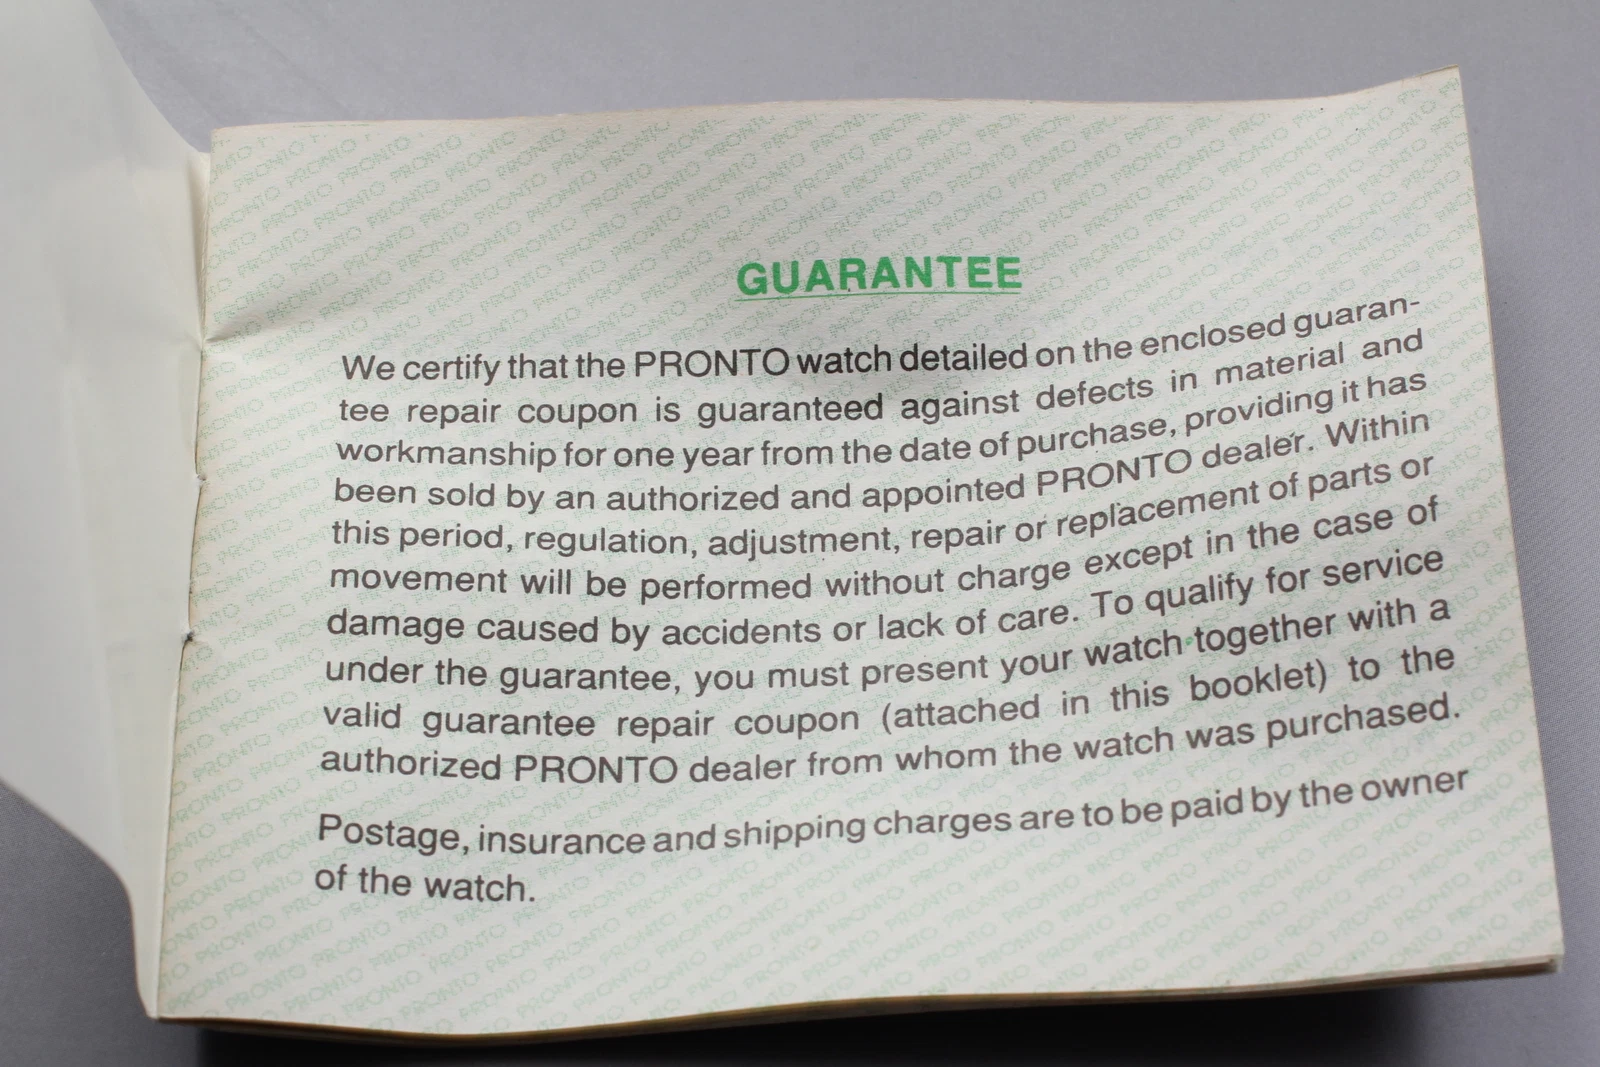 GUARANTEE
We certify that the PRONTO watch detailed on the enclosed guaran-
tee repair coupon is guaranteed against defects in material and
workmanship for one year from the date of purchase, providing it has
been sold by an authorized and appointed PRONTO dealer. Within
this period, regulation, adjustment, repair or replacement of parts or
movement will be performed without charge except in the case of
damage caused by accidents or lack of care. To qualify for service
under the guarantee, you must present your watch together with a
valid guarantee repair coupon (attached in this booklet) to the
authorized PRONTO dealer from whom the watch was purchased.
Postage, insurance and shipping charges are to be paid by the owner
of the watch.